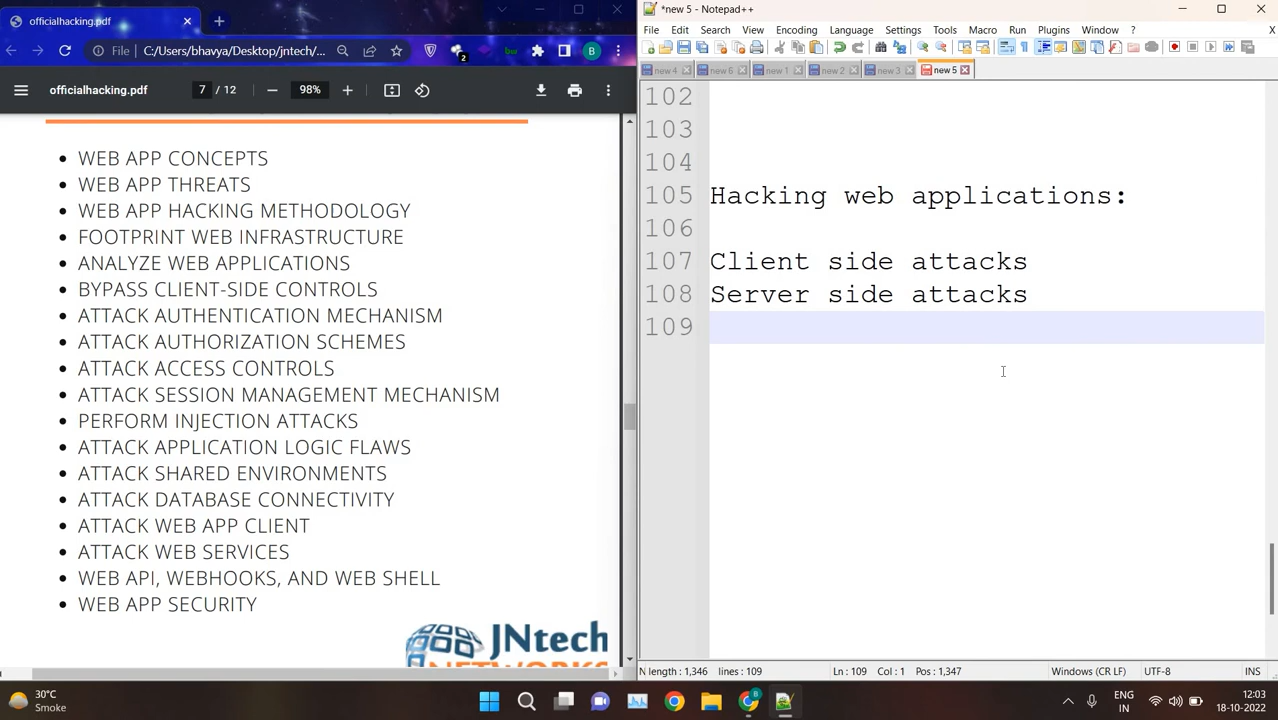 officialhacking.pdf
File C:/Users/bhavya/Desktop/jntech/...
2
B
officialhacking.pdf
7 / 12
98%
WEB APP CONCEPTS
WEB APP THREATS
WEB APP HACKING METHODOLOGY
FOOTPRINT WEB INFRASTRUCTURE
ANALYZE WEB APPLICATIONS
BYPASS CLIENT-SIDE CONTROLS
ATTACK AUTHENTICATION MECHANISM
ATTACK AUTHORIZATION SCHEMES
ATTACK ACCESS CONTROLS
ATTACK SESSION MANAGEMENT MECHANISM
PERFORM INJECTION ATTACKS
ATTACK APPLICATION LOGIC FLAWS
ATTACK SHARED ENVIRONMENTS
ATTACK DATABASE CONNECTIVITY
ATTACK WEB APP CLIENT
ATTACK WEB SERVICES
WEB API, WEBHOOKS, AND WEB SHELL
WEB APP SECURITY
JNtech
*new 5 - Notepad++
File Edit Search View Encoding Language Settings Tools Macro Run Plugins Window ? X
new 4 new 6 new 1 new 2 new 3 new 5
102
103
104
105 Hacking web applications:
106
107 Client side attacks
108 Server side attacks
109
N length : 1,346 lines : 109 Ln : 109 Col : 1 Pos : 1,347 Windows (CR LF) UTF-8 INS
30°C
Smoke
B
ENG
IN
12:03
18-10-2022